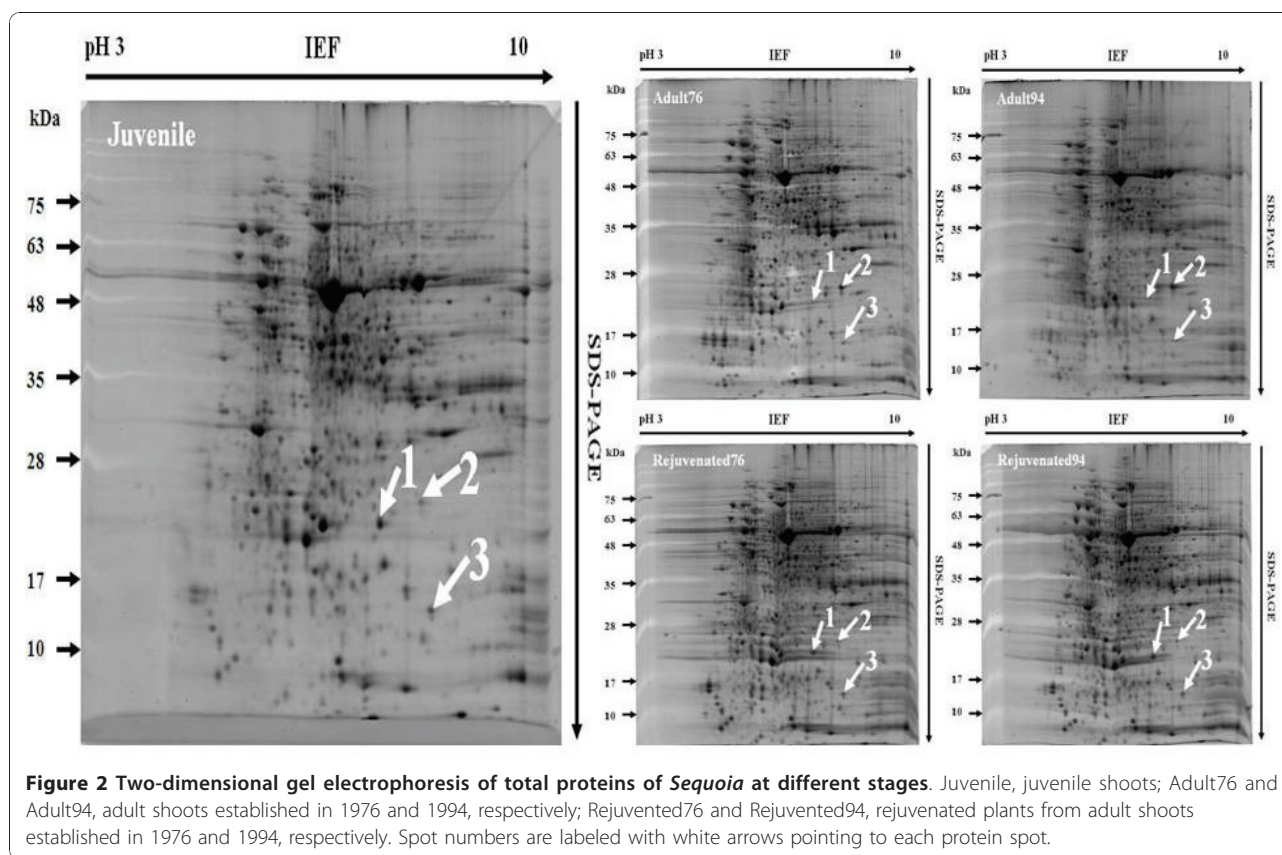 pH 3 IEF 10
kDa
Juvenile
75
63
48
35
28
17
10
1
2
3
SDS-PAGE
pH 3 IEF 10
kDa
Adult76
75
63
48
35
28
17
10
1
2
3
SDS-PAGE
pH 3 IEF 10
kDa
Adult94
75
63
48
35
28
17
10
1
2
3
SDS-PAGE
pH 3 IEF 10
kDa
Rejuvenated76
75
63
48
35
28
17
10
1
2
3
SDS-PAGE
pH 3 IEF 10
kDa
Rejuvenated94
75
63
48
35
28
17
10
1
2
3
SDS-PAGE
Figure 2 Two-dimensional gel electrophoresis of total proteins of Sequoia at different stages. Juvenile, juvenile shoots; Adult76 and
Adult94, adult shoots established in 1976 and 1994, respectively; Rejuvented76 and Rejuvented94, rejuvenated plants from adult shoots
established in 1976 and 1994, respectively. Spot numbers are labeled with white arrows pointing to each protein spot.